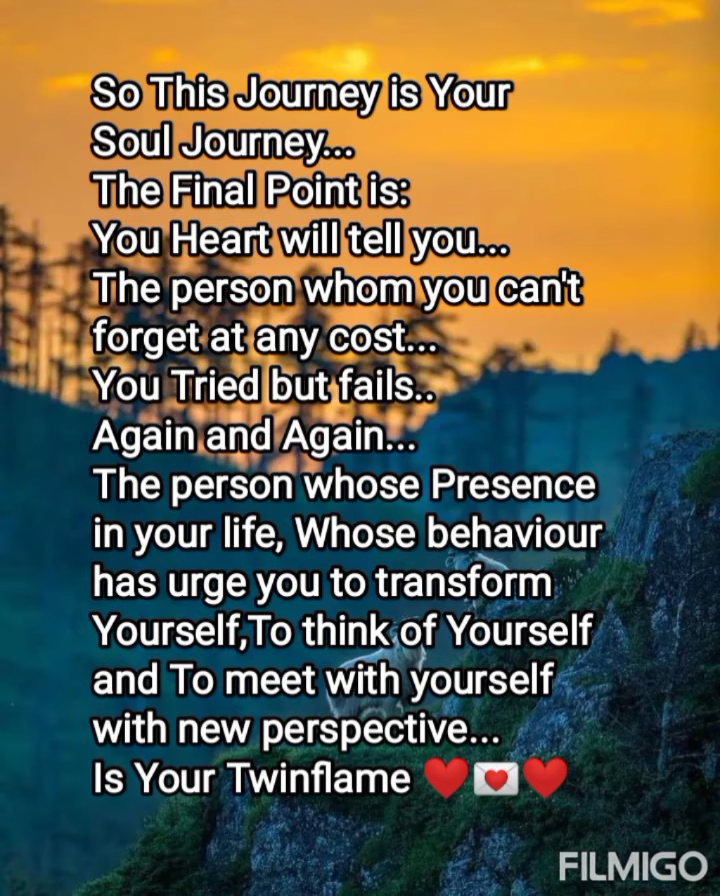 So This Journey is Your
Soul Journey...
The Final Point is:
You Heart will tell you...
The person whom you can't
forget at any cost...
You Tried but fails..
Again and Again...
The person whose Presence
in your life, Whose behaviour
has urge you to transform
Yourself,To think of Yourself
and To meet with yourself
with new perspective...
Is Your Twinflame ❤️💌❤️
FILMIGO